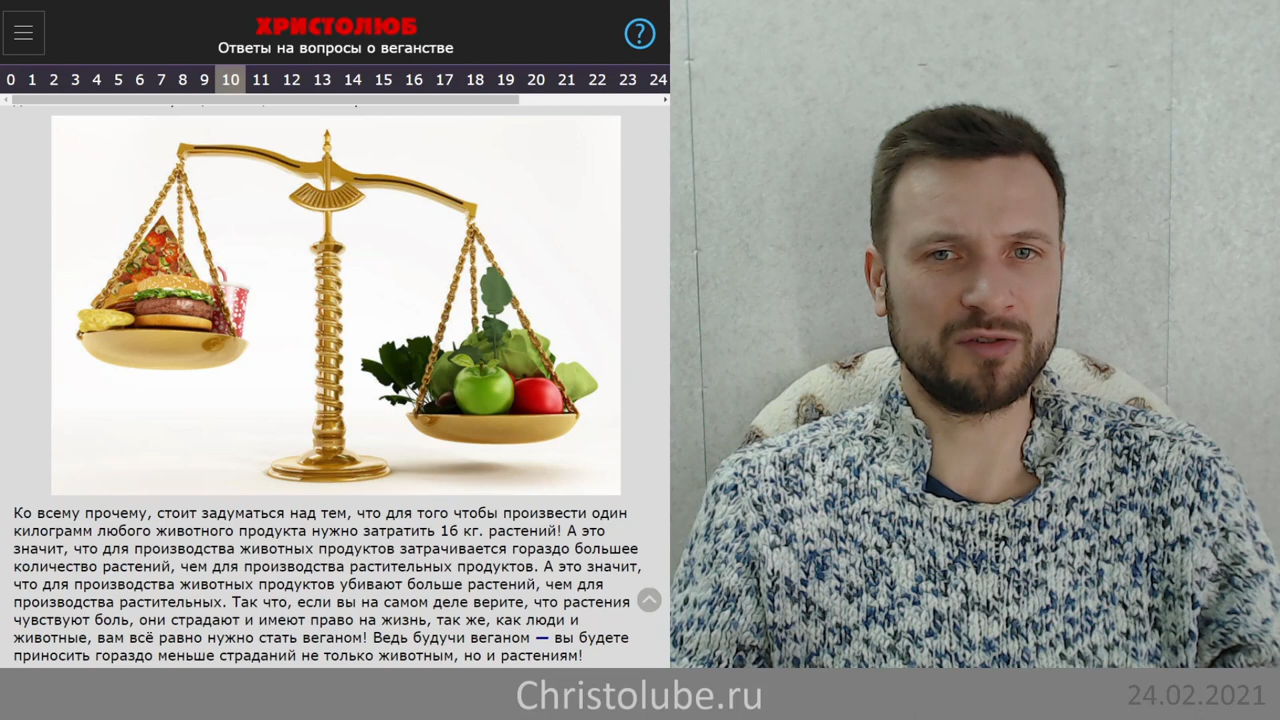 ХРИСТОЛЮБ
Ответы на вопросы о веганстве
?
0 1 2 3 4 5 6 7 8 9 10 11 12 13 14 15 16 17 18 19 20 21 22 23 24
Ко всему прочему, стоит задуматься над тем, что для того чтобы произвести один
килограмм любого животного продукта нужно затратить 16 кг. растений! А это
значит, что для производства животных продуктов затрачивается гораздо большее
количество растений, чем для производства растительных продуктов. А это значит,
что для производства животных продуктов убивают больше растений, чем для
производства растительных. Так что, если вы на самом деле верите, что растения
чувствуют боль, они страдают и имеют право на жизнь, так же, как люди и
животные, вам всё равно нужно стать веганом! Ведь будучи веганом — вы будете
приносить гораздо меньше страданий не только животным, но и растениям!
Christolube.ru
24.02.2021